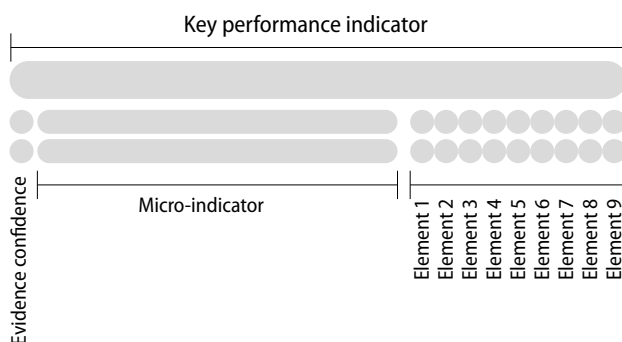 Key performance indicator
Evidence confidence
Micro-indicator
Element 1
Element 2
Element 3
Element 4
Element 5
Element 6
Element 7
Element 8
Element 9